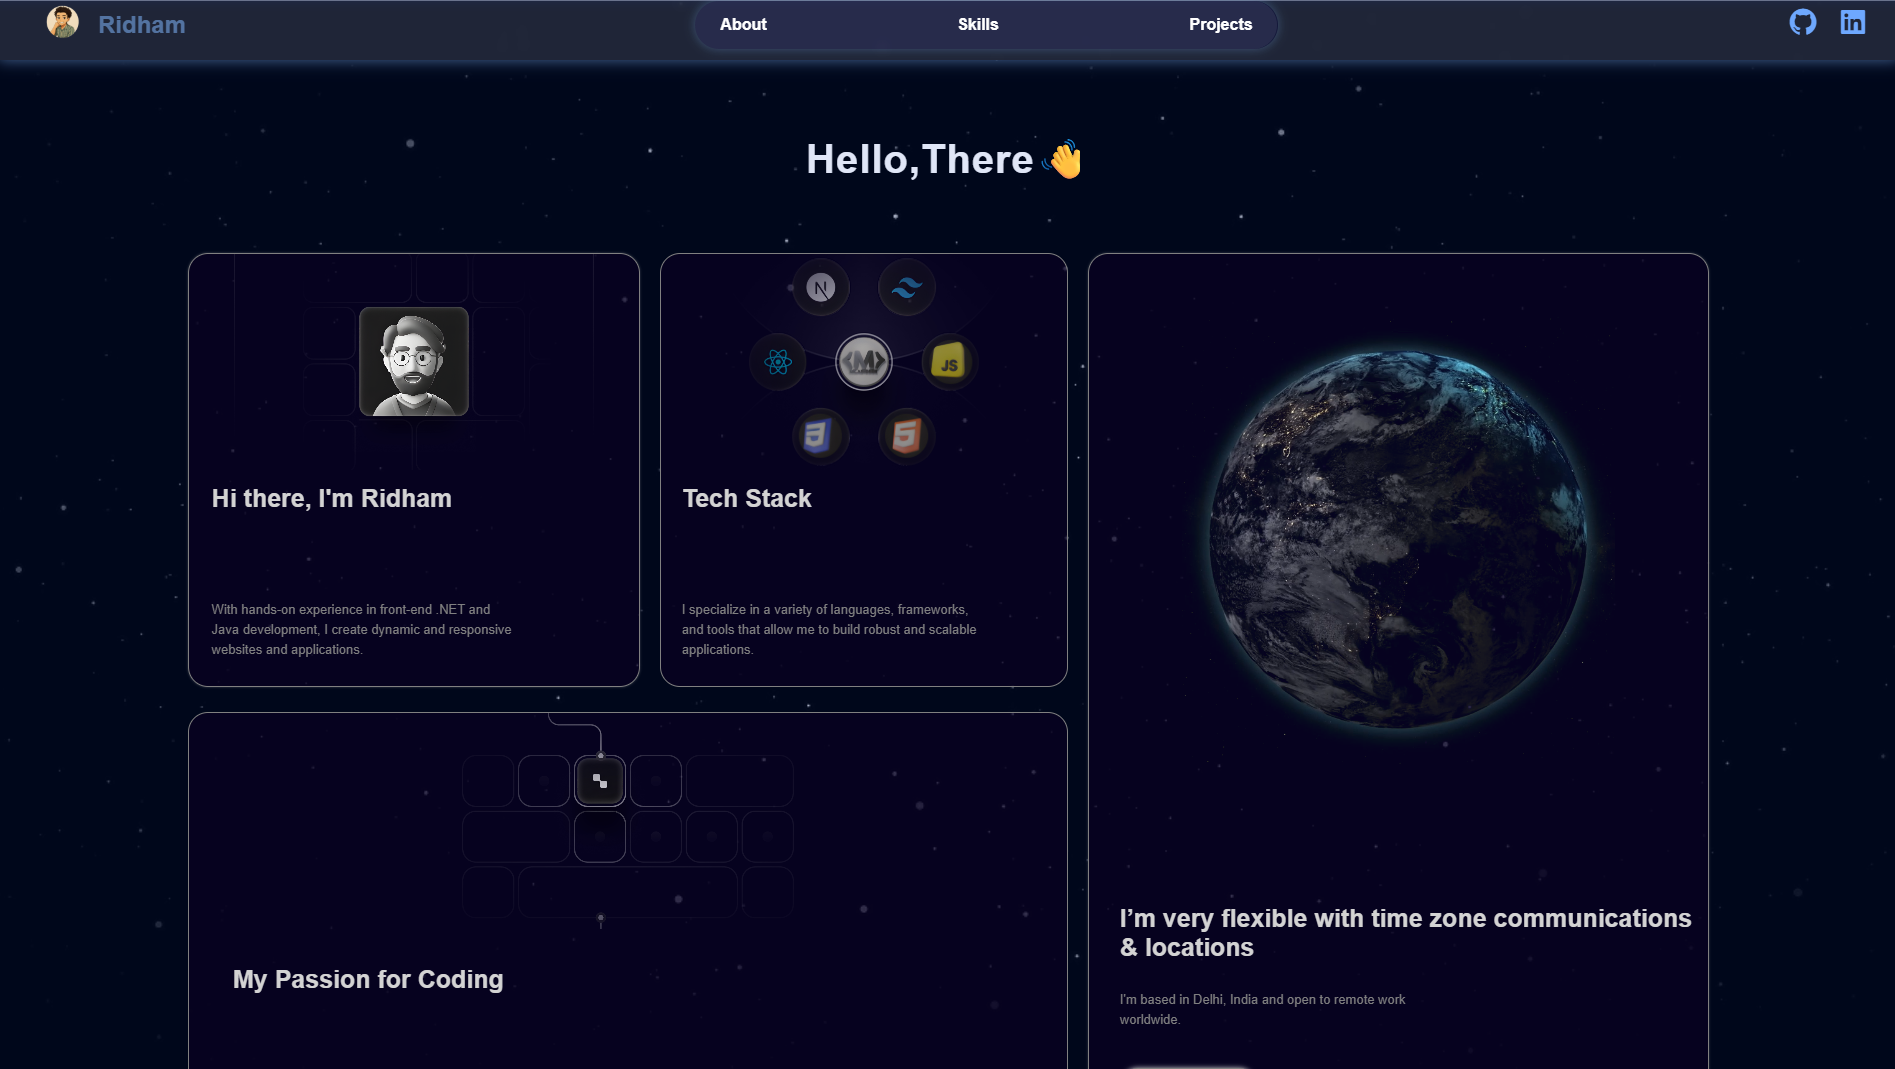 Ridham
About
Skills
Projects
in
Hello,There
N
M
JS
3
5
Hi there, I'm Ridham
With hands-on experience in front-end .NET and
Java development, I create dynamic and responsive
websites and applications.
Tech Stack
I specialize in a variety of languages, frameworks,
and tools that allow me to build robust and scalable
applications.
My Passion for Coding
I’m very flexible with time zone communications
& locations
I'm based in Delhi, India and open to remote work
worldwide.